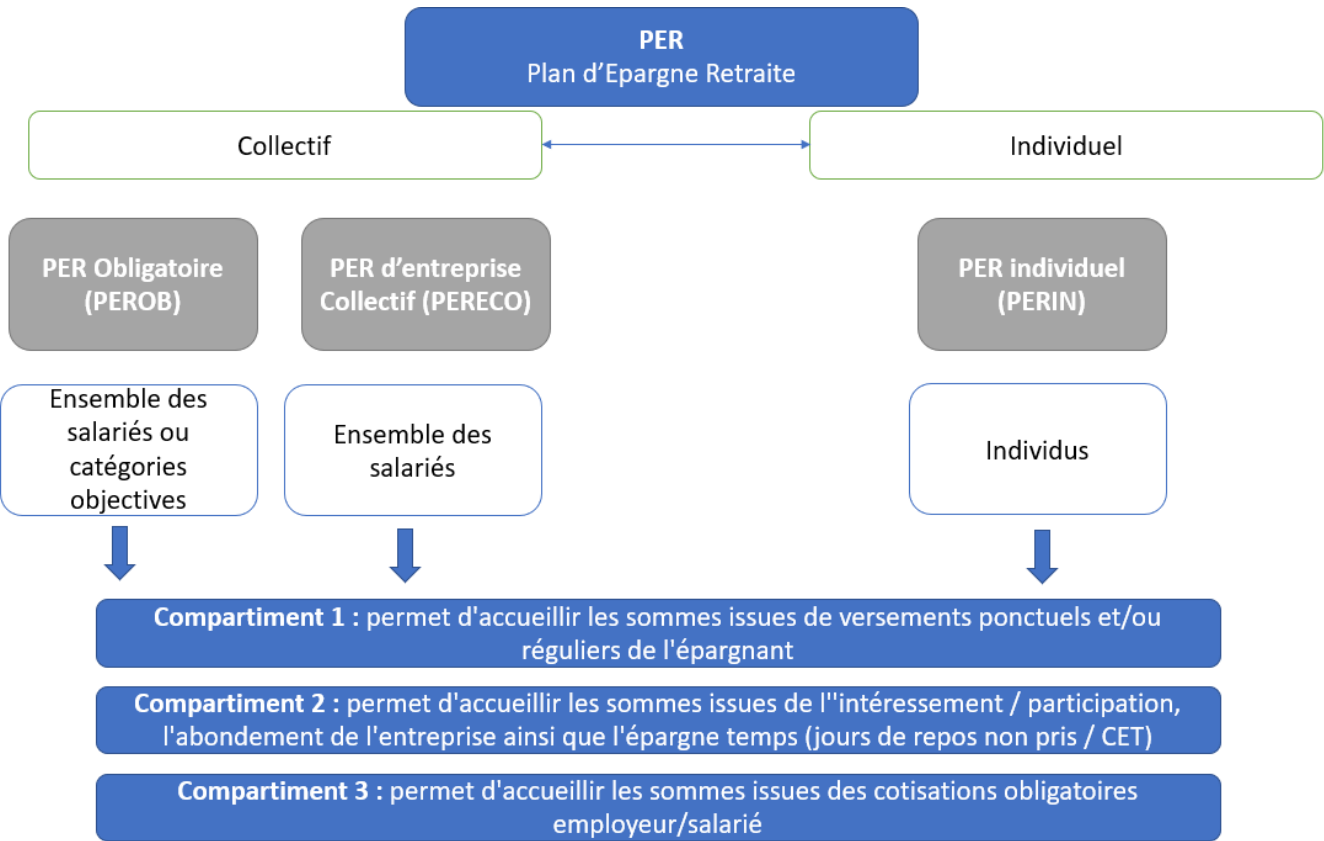 PER
Plan d’Epargne Retraite
Collectif
Individuel
PER Obligatoire
(PEROB)
PER d’entreprise
Collectif (PERECO)
PER individuel
(PERIN)
Ensemble des
salariés ou
catégories
objectives
Ensemble des
salariés
Individus
Compartiment 1 : permet d'accueillir les sommes issues de versements ponctuels et/ou
réguliers de l'épargnant
Compartiment 2 : permet d'accueillir les sommes issues de l''intéressement / participation,
l'abondement de l'entreprise ainsi que l'épargne temps (jours de repos non pris / CET)
Compartiment 3 : permet d'accueillir les sommes issues des cotisations obligatoires
employeur/salarié